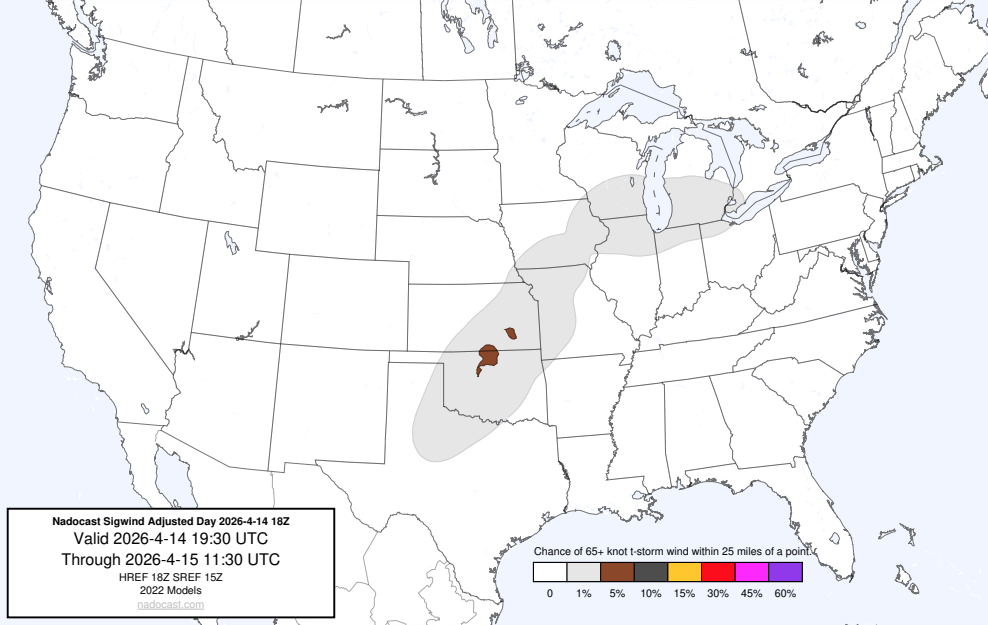 Nadocast Sigwind Adjusted Day 2026-4-14 18Z
Valid 2026-4-14 19:30 UTC
Through 2026-4-15 11:30 UTC
HREF 18Z SREF 15Z
2022 Models
nadocast.com
Chance of 65+ knot t-storm wind within 25 miles of a point.
0 1% 5% 10% 15% 30% 45% 60%